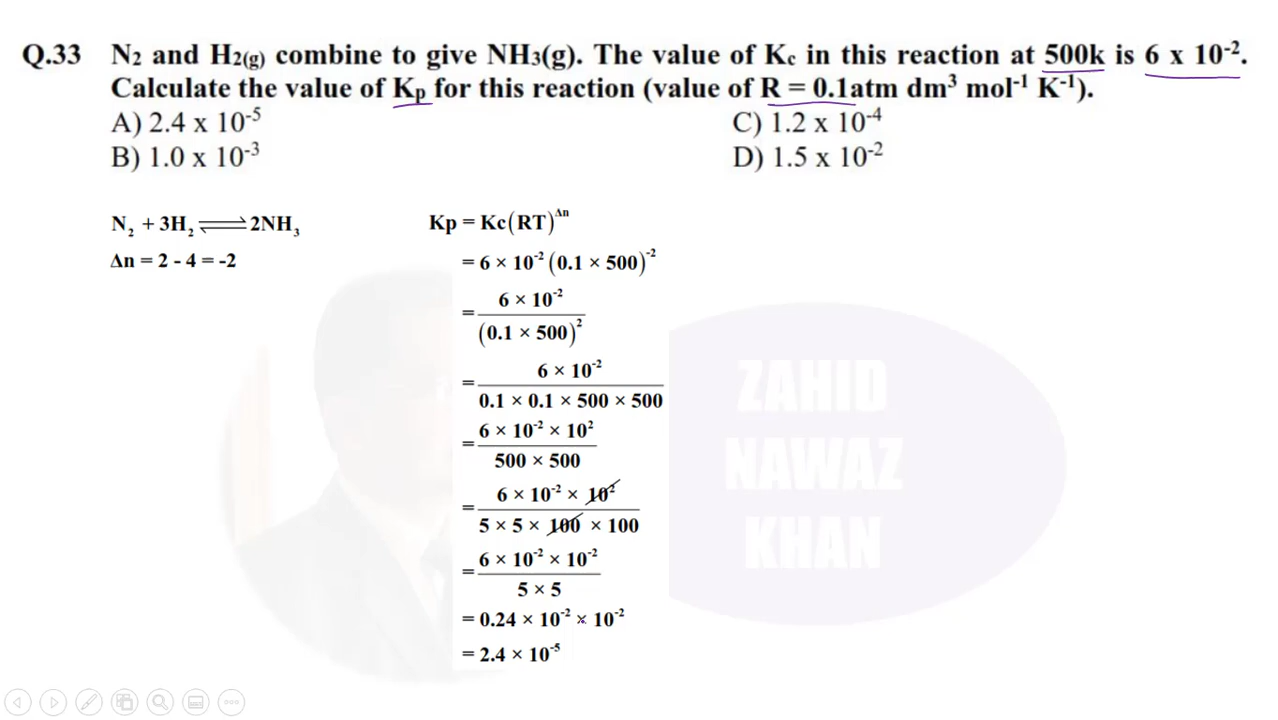 Q.33 N₂ and H₂(g) combine to give NH₃(g). The value of Kc in this reaction at 500k is 6 x 10⁻².
Calculate the value of Kp for this reaction (value of R = 0.1atm dm³ mol⁻¹ K⁻¹).
A) 2.4 x 10⁻⁵ C) 1.2 x 10⁻⁴
B) 1.0 x 10⁻³ D) 1.5 x 10⁻²
N₂ + 3H₂ ⇌ 2NH₃
Δn = 2 - 4 = -2
Kp = Kc(RT)^Δn
= 6 × 10⁻² (0.1 × 500)⁻²
= 6 × 10⁻²
(0.1 × 500)²
= 6 × 10⁻²
0.1 × 0.1 × 500 × 500
= 6 × 10⁻² × 10²
500 × 500
= 6 × 10⁻² × 10²
5 × 5 × 100 × 100
= 6 × 10⁻² × 10⁻²
5 × 5
= 0.24 × 10⁻² × 10⁻²
= 2.4 × 10⁻⁵
ZAHID
NAWAZ
KHAN